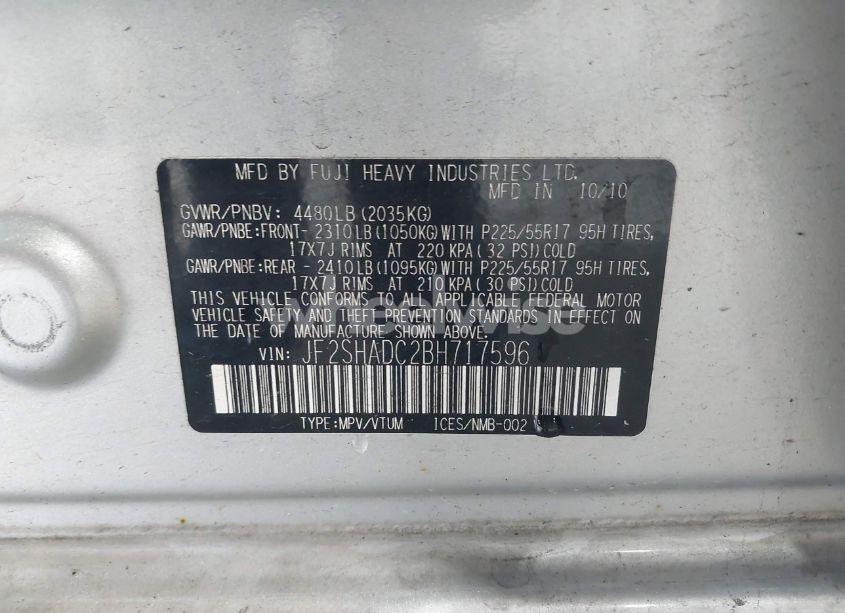 MFD BY FUJI HEAVY INDUSTRIES LTD.
MFD IN 10/10
GVWR/PNBV: 4480LB (2035KG)
GAWR/PNBE:FRONT- 2310LB(1050KG)WITH P225/55R17 95H TIRES,
17X7J RIMS AT 220 KPA( 32 PSI)COLD
GAWR/PNBE:REAR - 2410LB(1095KG)WITH P225/55R17 95H TIRES,
17X7J RIMS AT 210 KPA( 30 PSI)COLD
THIS VEHICLE CONFORMS TO ALL APPLICABLE FEDERAL MOTOR
VEHICLE SAFETY AND THEFT PREVENTION STANDARDS IN EFFECT ON
THE DATE OF MANUFACTURE SHOWN ABOVE.
VIN: JF2SHADC2BH717596
TYPE:MPV/VTUM ICES/NMB-002